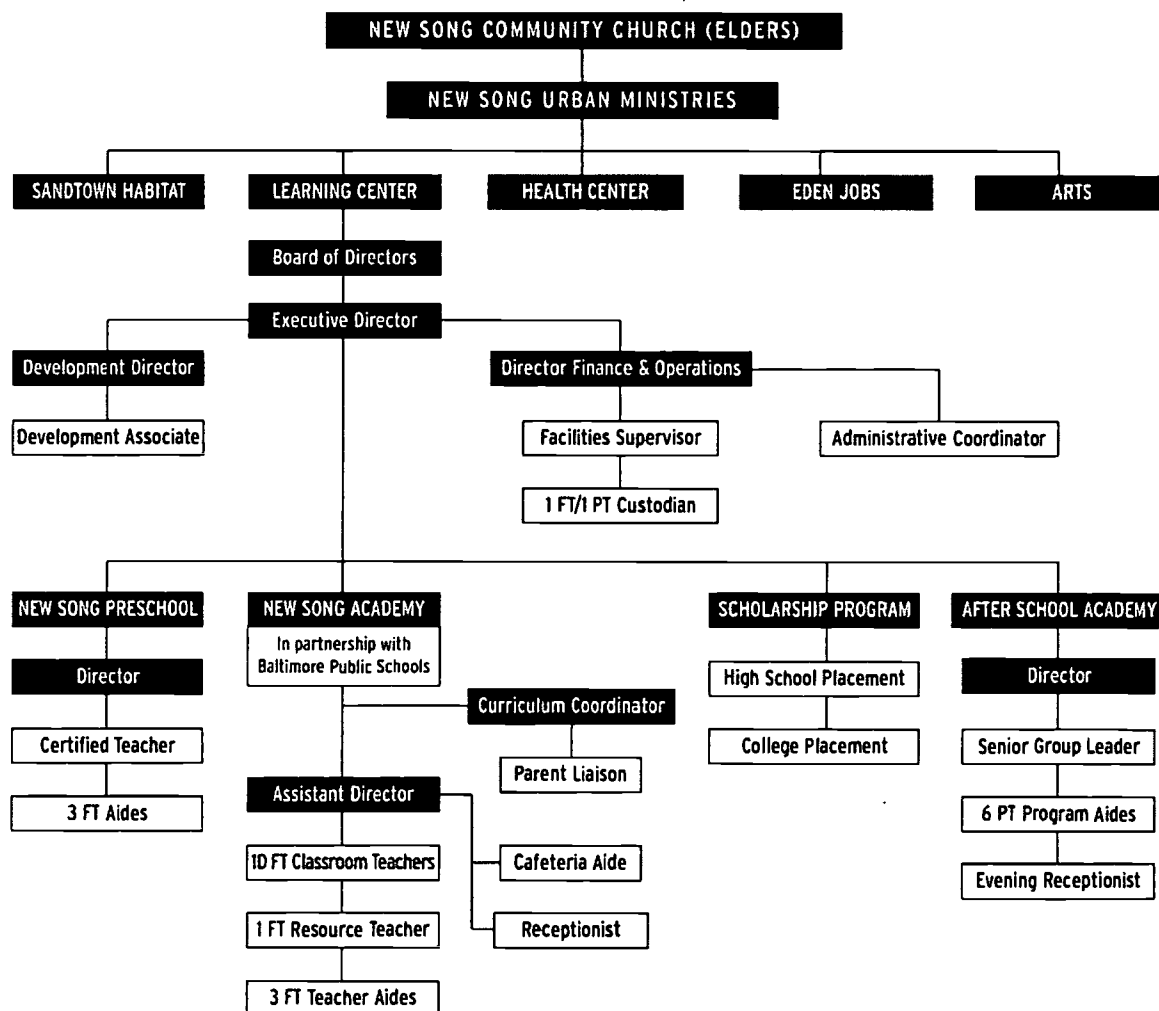 NEW SONG COMMUNITY CHURCH (ELDERS)
NEW SONG URBAN MINISTRIES
SANDTOWN HABITAT
LEARNING CENTER
HEALTH CENTER
EDEN JOBS
ARTS
Board of Directors
Executive Director
Development Director
Director Finance & Operations
Development Associate
Facilities Supervisor
Administrative Coordinator
1 FT/1 PT Custodian
NEW SONG PRESCHOOL
NEW SONG ACADEMY
SCHOLARSHIP PROGRAM
AFTER SCHOOL ACADEMY
In partnership with
Baltimore Public Schools
Director
High School Placement
Director
Curriculum Coordinator
Certified Teacher
College Placement
Senior Group Leader
Parent Liaison
Assistant Director
3 FT Aides
6 PT Program Aides
10 FT Classroom Teachers
Cafeteria Aide
Evening Receptionist
1 FT Resource Teacher
Receptionist
3 FT Teacher Aides